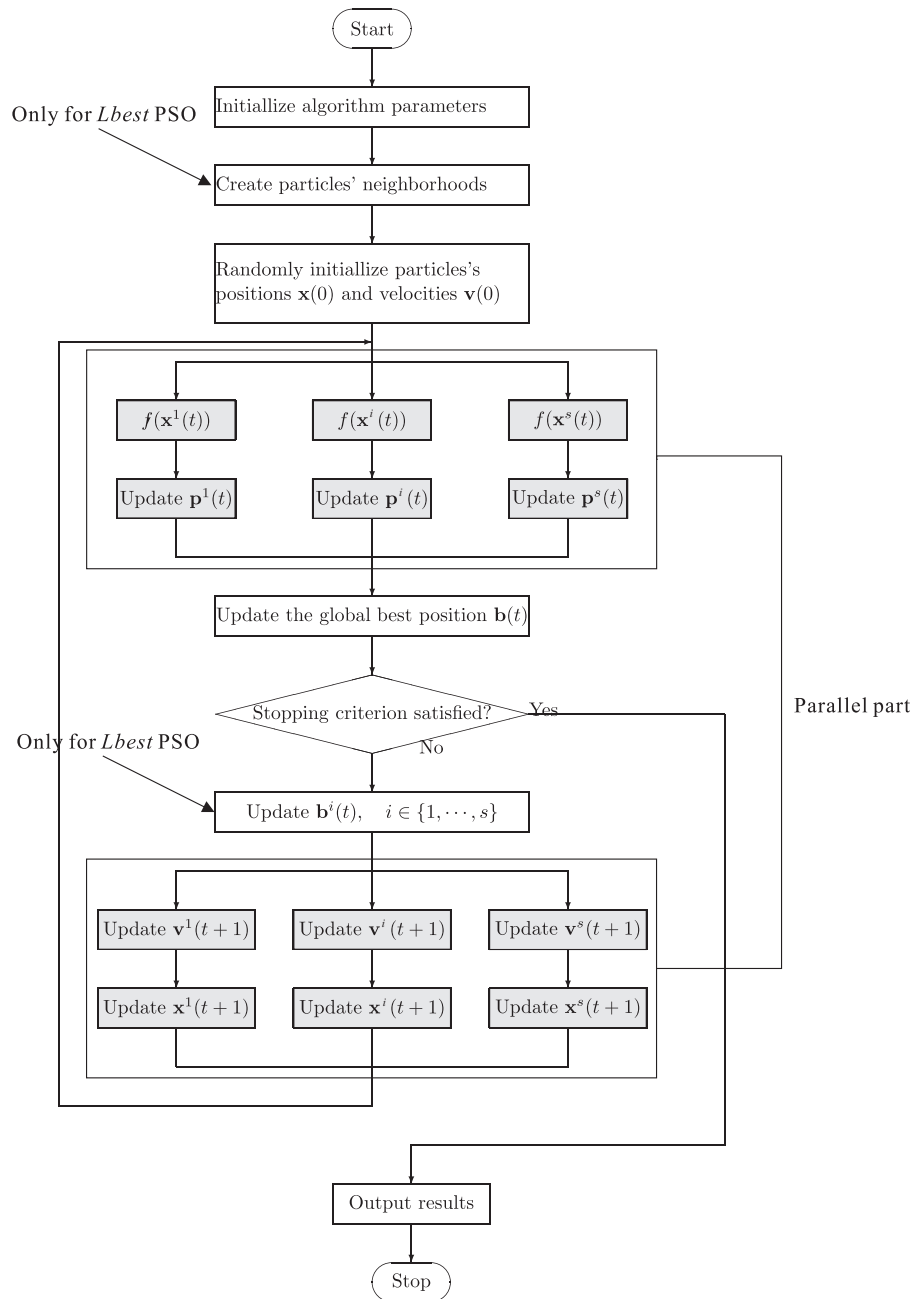 Start
Initiallize algorithm parameters
Only for Lbest PSO
Create particles' neighborhoods
Randomly initiallize particles's
positions x(0) and velocities v(0)
f(x¹(t))
f(xⁱ(t))
f(xˢ(t))
Update p¹(t)
Update pⁱ(t)
Update pˢ(t)
Update the global best position b(t)
Stopping criterion satisfied?
Yes
Parallel part
No
Only for Lbest PSO
Update bⁱ(t), i ∈ {1, ⋯, s}
Update v¹(t + 1)
Update vⁱ(t + 1)
Update vˢ(t + 1)
Update x¹(t + 1)
Update xⁱ(t + 1)
Update xˢ(t + 1)
Output results
Stop